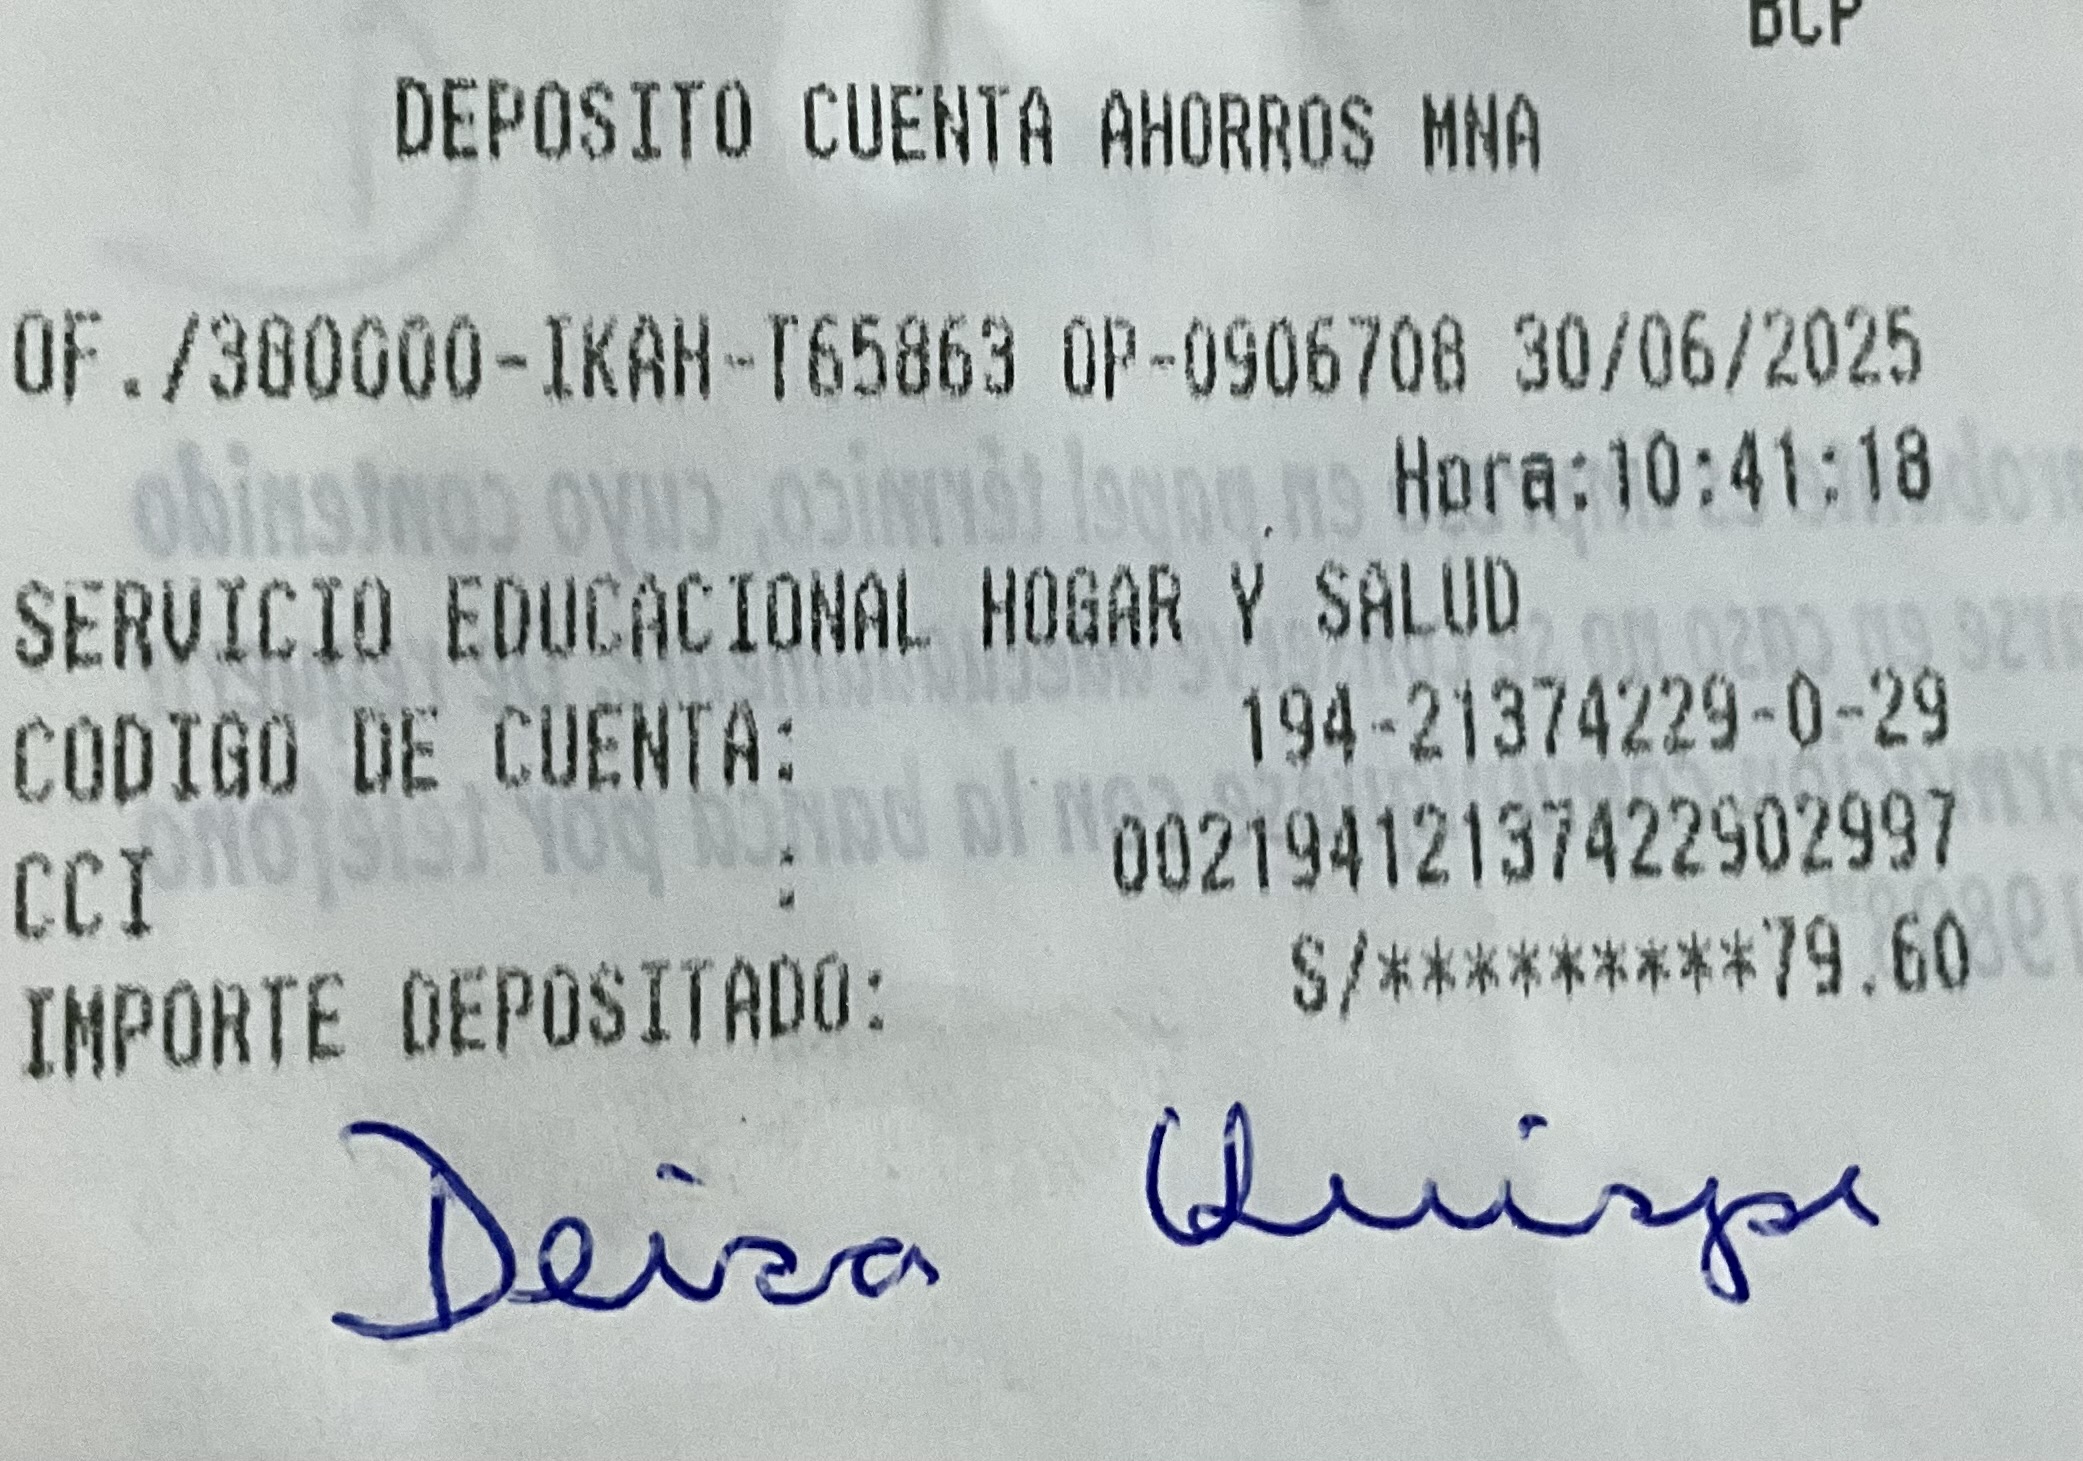 BCP
DEPOSITO CUENTA AHORROS MNA
OF./380000-IKAH-T65863 OP-0906708 30/06/2025
Hora:10:41:18
SERVICIO EDUCACIONAL HOGAR Y SALUD
CODIGO DE CUENTA: 194-21374229-0-29
CCI : 00219412137422902997
IMPORTE DEPOSITADO: S/*********79.60
Deisa Quispe